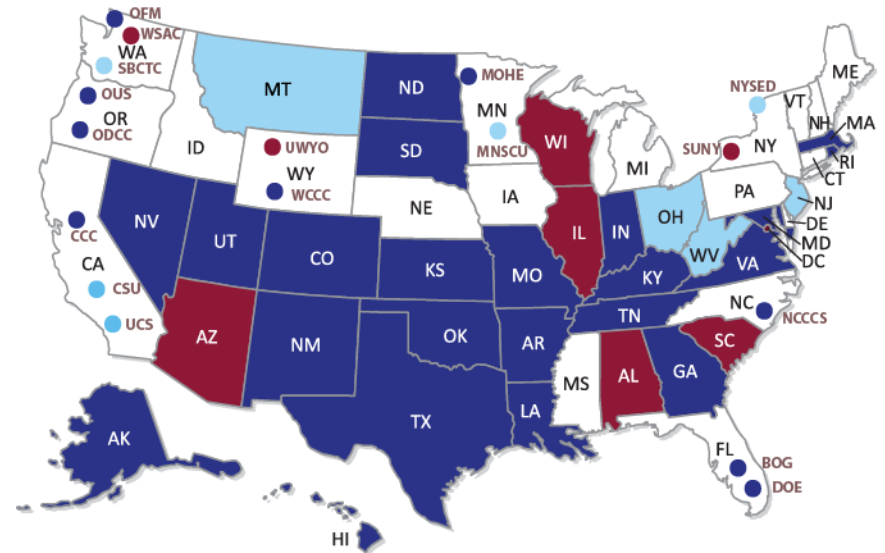 OFM
WSAC
WA
SBCTC
OUS
OR
ODCC
ID
MT
ND
SD
UWYO
WY
WCCC
NE
MOHE
MN
MNSCU
WI
IA
MI
NYSED
SUNY
NY
VT
NH
ME
MA
RI
CT
PA
NJ
DE
MD
DC
CCC
CA
CSU
UCS
NV
UT
CO
KS
MO
IL
IN
OH
WV
VA
KY
TN
NC
NCCCS
SC
AZ
NM
OK
AR
TX
LA
MS
AL
GA
FL
BOG
DOE
AK
HI